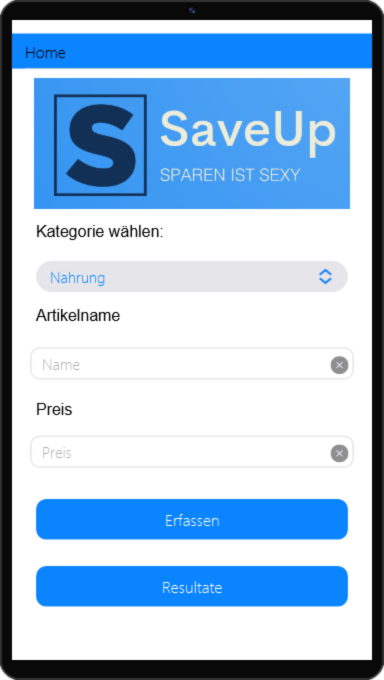 Home
S
SaveUp
SPAREN IST SEXY
Kategorie wählen:
Nahrung
Artikelname
Name
Preis
Preis
Erfassen
Resultate